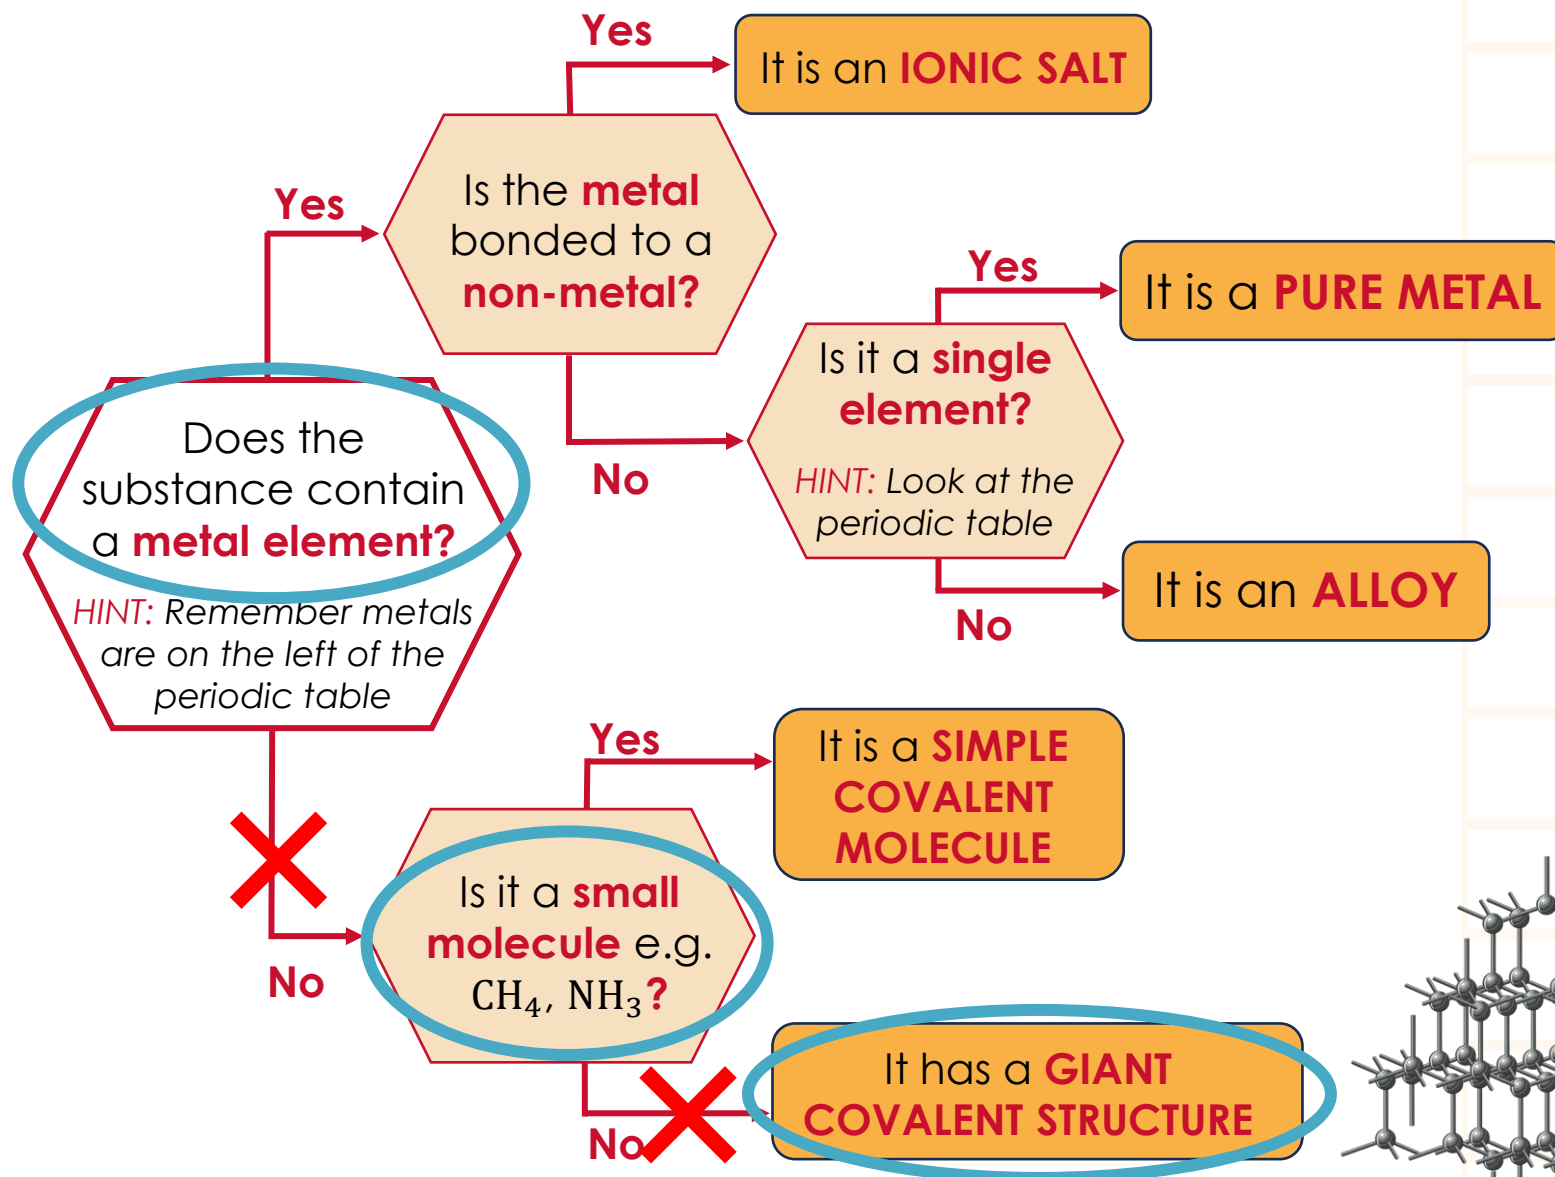 Yes
It is an IONIC SALT
Is the metal
bonded to a
non-metal?
Yes
Yes
It is a PURE METAL
Is it a single
element?
HINT: Look at the
periodic table
No
Does the
substance contain
a metal element?
HINT: Remember metals
are on the left of the
periodic table
It is an ALLOY
No
Yes
It is a SIMPLE
COVALENT
MOLECULE
Is it a small
molecule e.g.
CH₄, NH₃?
No
It has a GIANT
COVALENT STRUCTURE
No